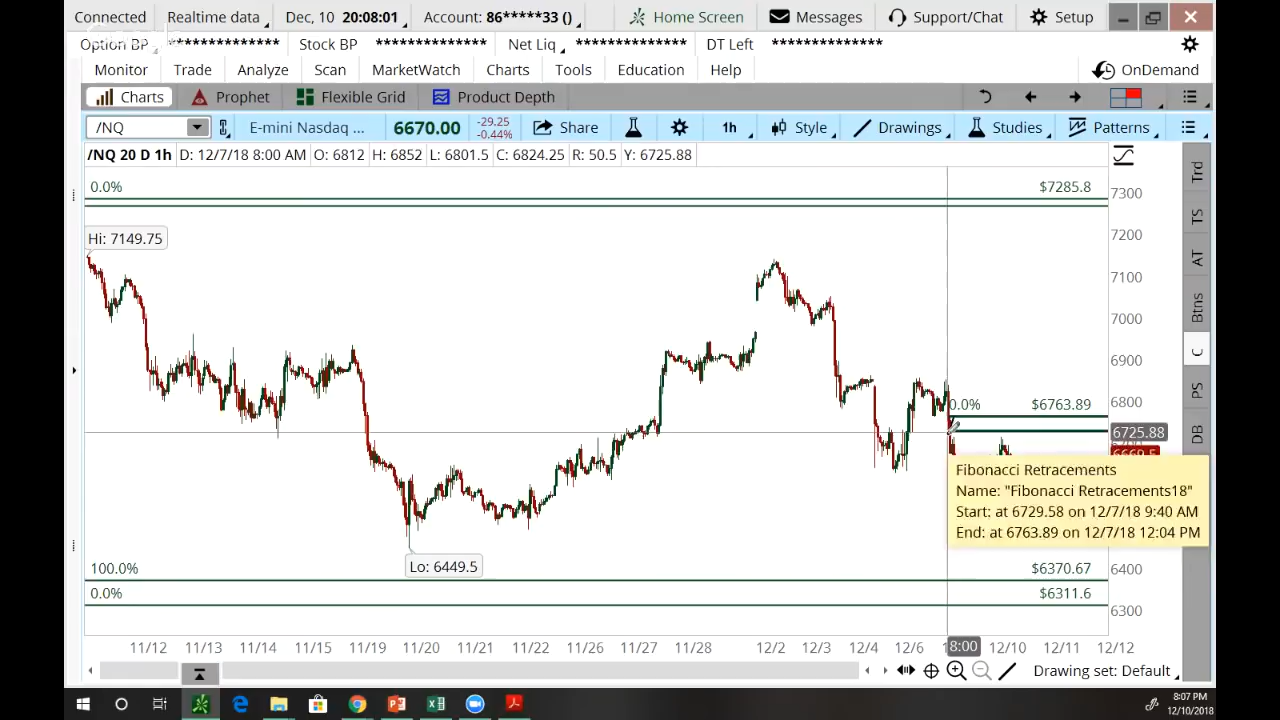 Connected Realtime data Dec, 10 20:08:01 Account: 86*****33 () Home Screen Messages Support/Chat Setup
Option BP ************** Stock BP ************** Net Liq ************** DT Left **************
Monitor Trade Analyze Scan MarketWatch Charts Tools Education Help OnDemand
Charts Prophet Flexible Grid Product Depth
/NQ E-mini Nasdaq ... 6670.00 -29.25 -0.44% Share 1h Style Drawings Studies Patterns
/NQ 20 D 1h D: 12/7/18 8:00 AM O: 6812 H: 6852 L: 6801.5 C: 6824.25 R: 50.5 Y: 6725.88
Trd
TS
AT
Btns
C
PS
DB
0.0% $7285.8
7300
7200
Hi: 7149.75
7100
7000
6900
6800
0.0% $6763.89
6725.88
6669.5
Fibonacci Retracements
Name: "Fibonacci Retracements18"
Start: at 6729.58 on 12/7/18 9:40 AM
End: at 6763.89 on 12/7/18 12:04 PM
Lo: 6449.5
100.0% $6370.67
6400
0.0% $6311.6
6300
11/12 11/13 11/14 11/15 11/19 11/20 11/22 11/26 11/27 11/28 12/2 12/3 12/4 12/6 8:00 12/10 12/11 12/12
Drawing set: Default
8:07 PM
12/10/2018